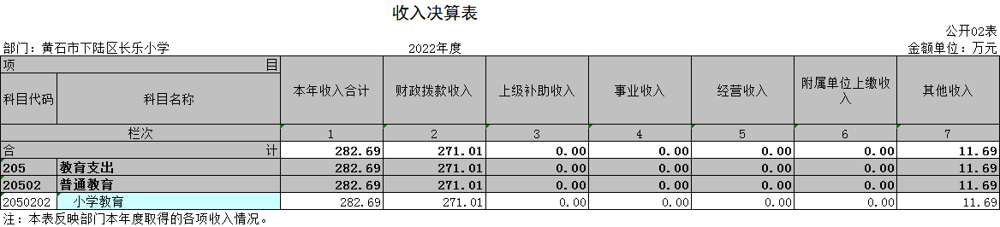 收入决算表
公开02表
部门：黄石市下陆区长乐小学 2022年度 金额单位：万元
项 目 本年收入合计 财政拨款收入 上级补助收入 事业收入 经营收入 附属单位上缴收入 其他收入
科目代码 科目名称
栏次 1 2 3 4 5 6 7
合 计 282.69 271.01 0.00 0.00 0.00 0.00 11.69
205 教育支出 282.69 271.01 0.00 0.00 0.00 0.00 11.69
20502 普通教育 282.69 271.01 0.00 0.00 0.00 0.00 11.69
2050202 小学教育 282.69 271.01 0.00 0.00 0.00 0.00 11.69
注：本表反映部门本年度取得的各项收入情况。